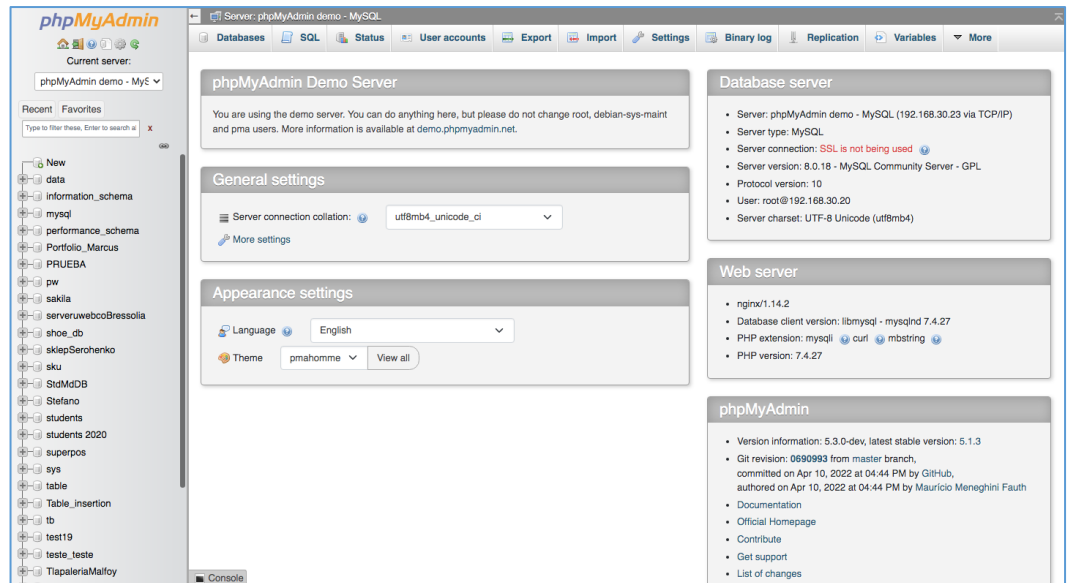 phpMyAdmin
Current server:
phpMyAdmin demo - MyS
Recent Favorites
Type to filter these, Enter to search al X
New
data
information_schema
mysql
performance_schema
Portfolio_Marcus
PRUEBA
pw
sakila
serveruwebcoBressolia
shoe_db
sklepSerohenko
sku
StdMdDB
Stefano
students
students 2020
superpos
sys
table
Table_insertion
tb
test19
teste_teste
TlapaleriaMalfoy
Server: phpMyAdmin demo - MySQL
Databases SQL Status User accounts Export Import Settings Binary log Replication Variables More
phpMyAdmin Demo Server
You are using the demo server. You can do anything here, but please do not change root, debian-sys-maint
and pma users. More information is available at demo.phpmyadmin.net.
General settings
Server connection collation: utf8mb4_unicode_ci
More settings
Appearance settings
Language English
Theme pmahomme View all
Database server
Server: phpMyAdmin demo - MySQL (192.168.30.23 via TCP/IP)
Server type: MySQL
Server connection: SSL is not being used
Server version: 8.0.18 - MySQL Community Server - GPL
Protocol version: 10
User: root@192.168.30.20
Server charset: UTF-8 Unicode (utf8mb4)
Web server
nginx/1.14.2
Database client version: libmysql - mysqlnd 7.4.27
PHP extension: mysqli curl mbstring
PHP version: 7.4.27
phpMyAdmin
Version information: 5.3.0-dev, latest stable version: 5.1.3
Git revision: 0690993 from master branch,
committed on Apr 10, 2022 at 04:44 PM by GitHub,
authored on Apr 10, 2022 at 04:44 PM by Maurício Meneghini Fauth
Documentation
Official Homepage
Contribute
Get support
List of changes
Console